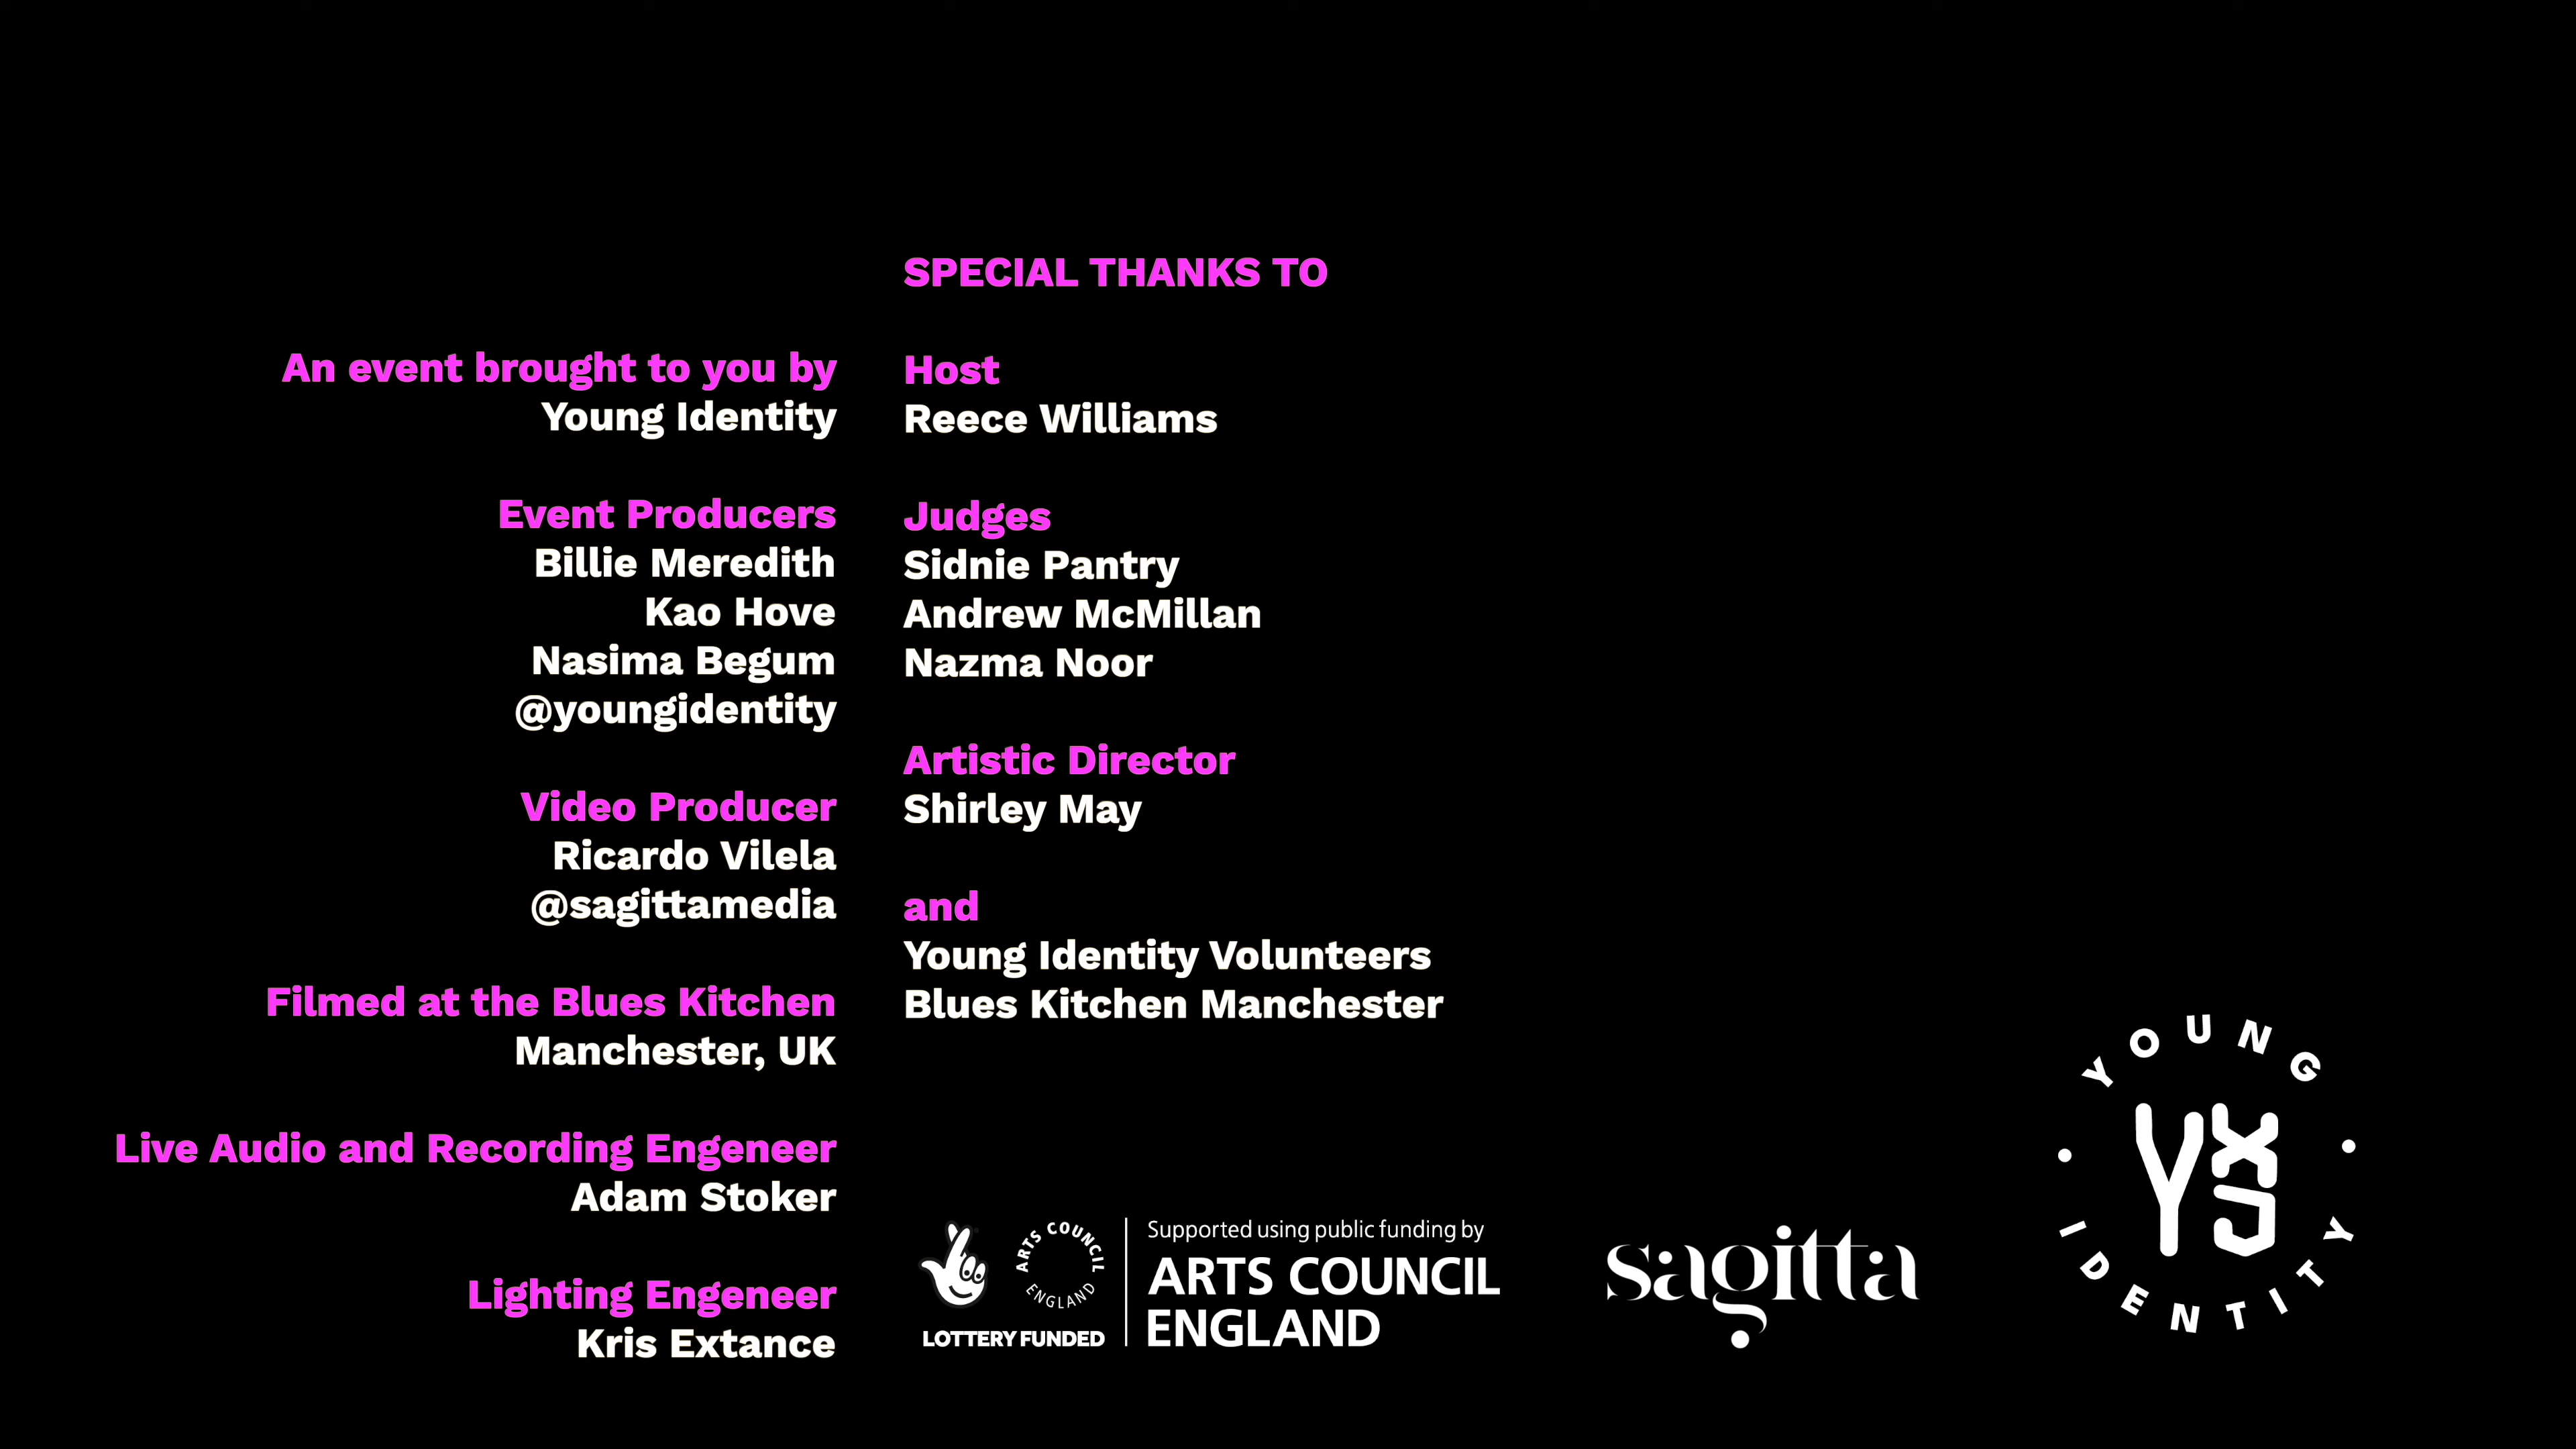 An event brought to you by
Young Identity
Event Producers
Billie Meredith
Kao Hove
Nasima Begum
@youngidentity
Video Producer
Ricardo Vilela
@sagittamedia
Filmed at the Blues Kitchen
Manchester, UK
Live Audio and Recording Engeneer
Adam Stoker
Lighting Engeneer
Kris Extance
SPECIAL THANKS TO
Host
Reece Williams
Judges
Sidnie Pantry
Andrew McMillan
Nazma Noor
Artistic Director
Shirley May
and
Young Identity Volunteers
Blues Kitchen Manchester
ARTS COUNCIL
ENGLAND
LOTTERY FUNDED
Supported using public funding by
ARTS COUNCIL
ENGLAND
sagitta
YOUNG
IDENTITY